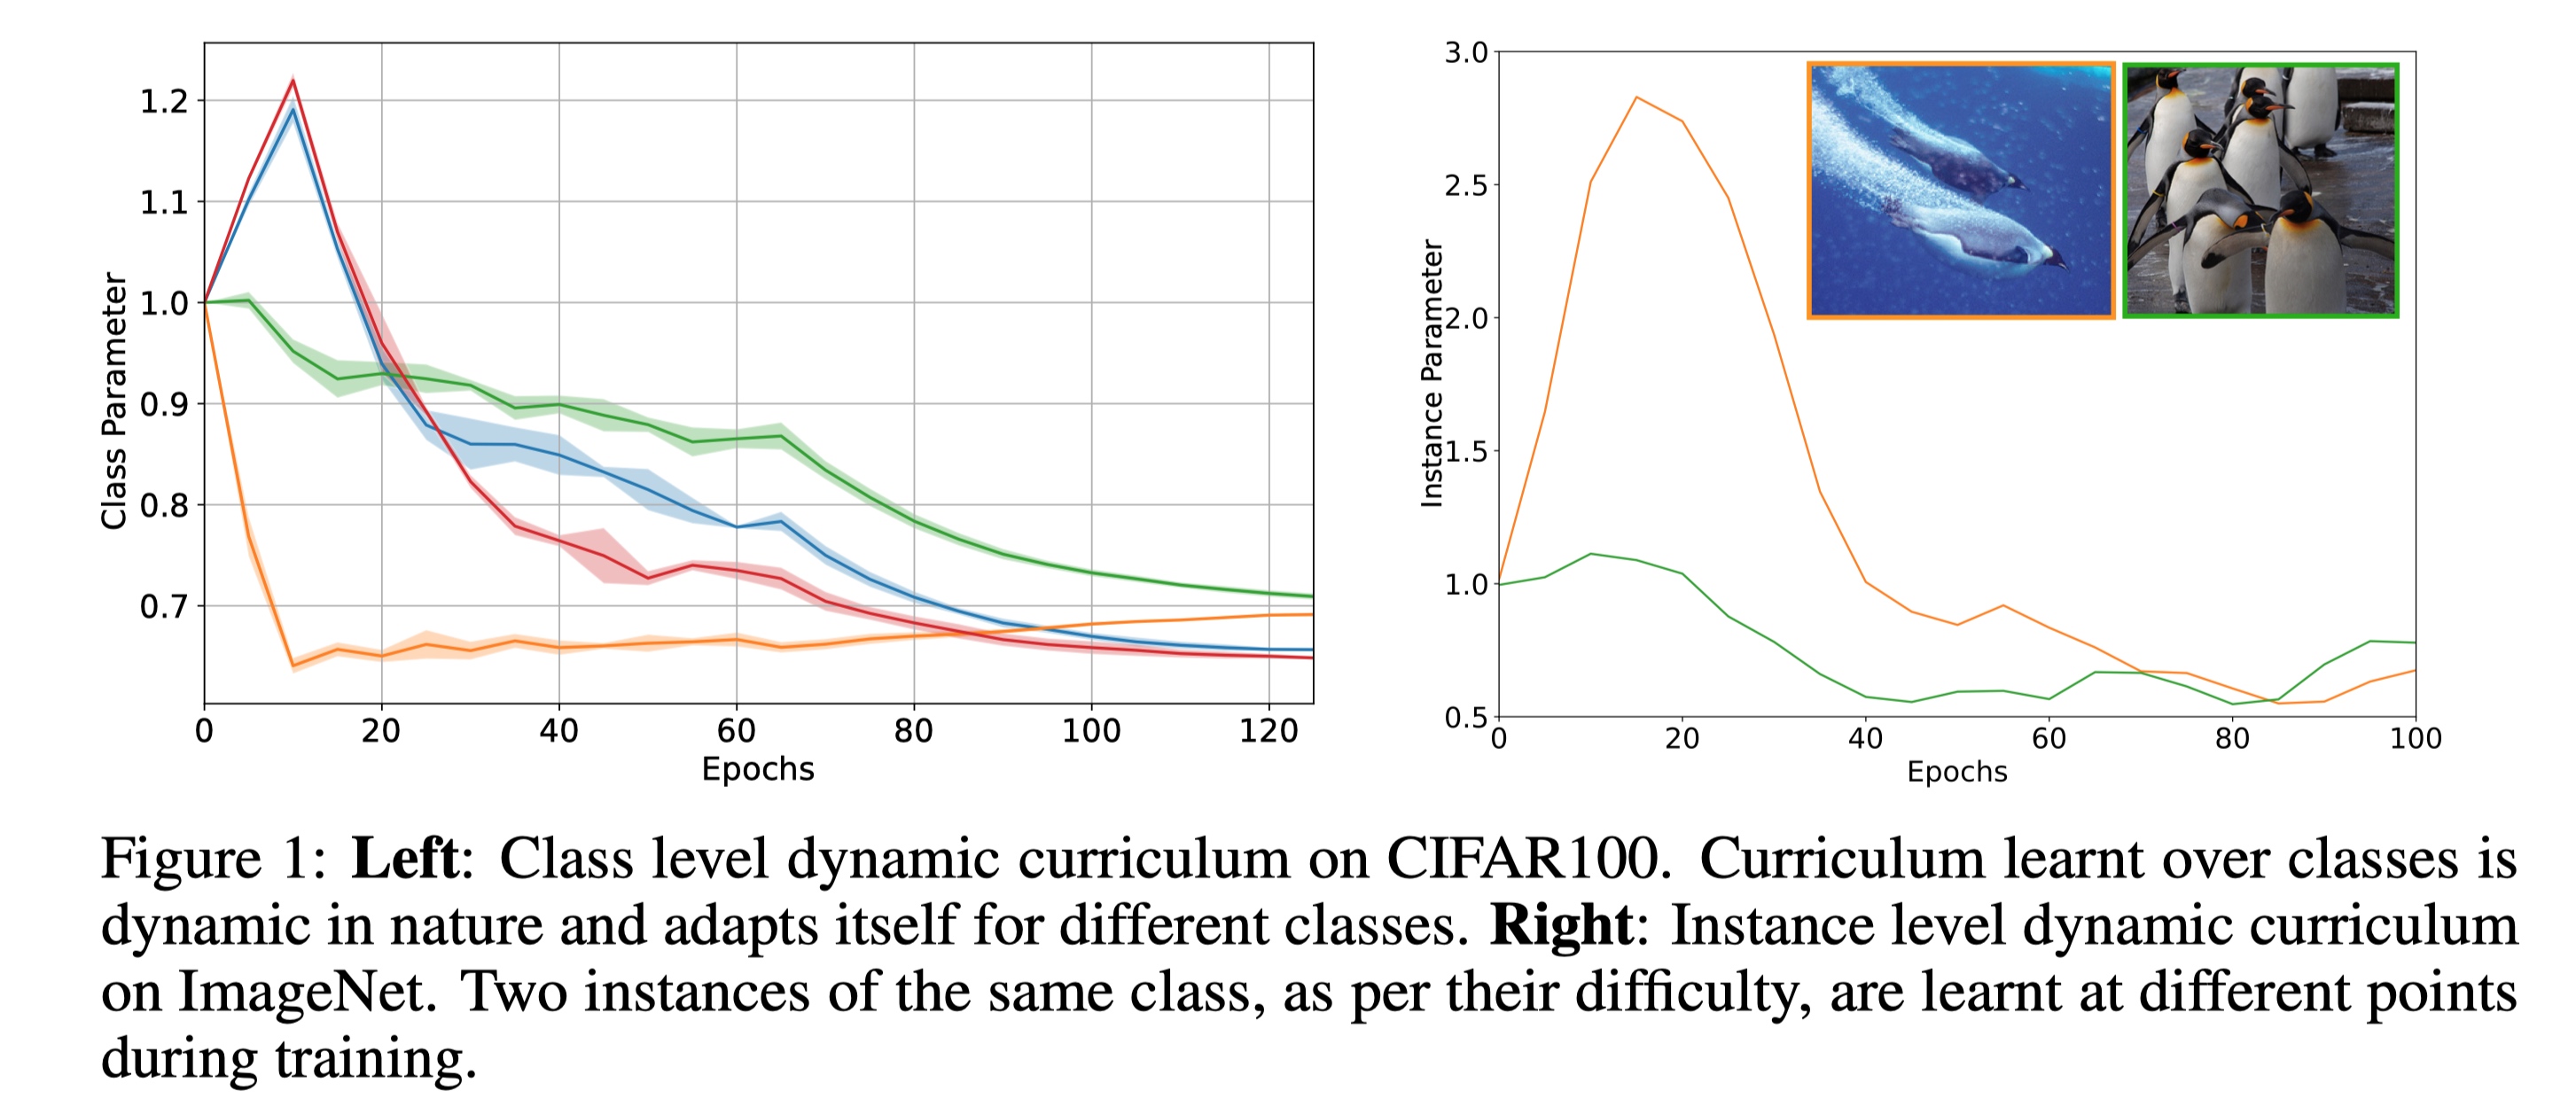 1.2
1.1
1.0
0.9
0.8
0.7
Class Parameter
0 20 40 60 80 100 120
Epochs
3.0
2.5
2.0
1.5
1.0
0.5
Instance Parameter
0 20 40 60 80 100
Epochs
Figure 1: Left: Class level dynamic curriculum on CIFAR100. Curriculum learnt over classes is
dynamic in nature and adapts itself for different classes. Right: Instance level dynamic curriculum
on ImageNet. Two instances of the same class, as per their difficulty, are learnt at different points
during training.